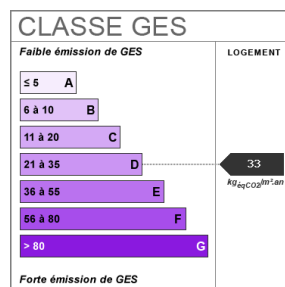 CLASSE GES
Faible émission de GES
LOGEMENT
≤ 5 A
6 à 10 B
11 à 20 C
21 à 35 D
33
kgéqCO2/m².an
36 à 55 E
56 à 80 F
> 80 G
Forte émission de GES